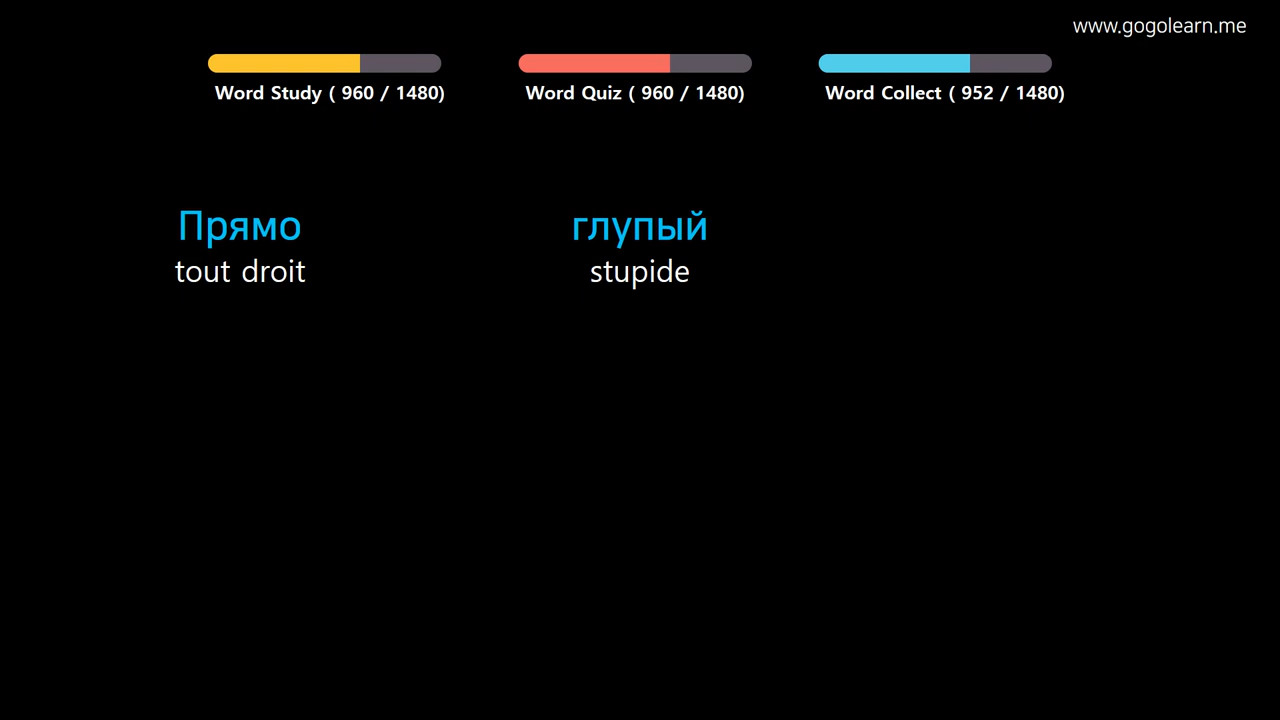 www.gogolearn.me
Word Study ( 960 / 1480)
Word Quiz ( 960 / 1480)
Word Collect ( 952 / 1480)
Прямо
tout droit
глупый
stupide